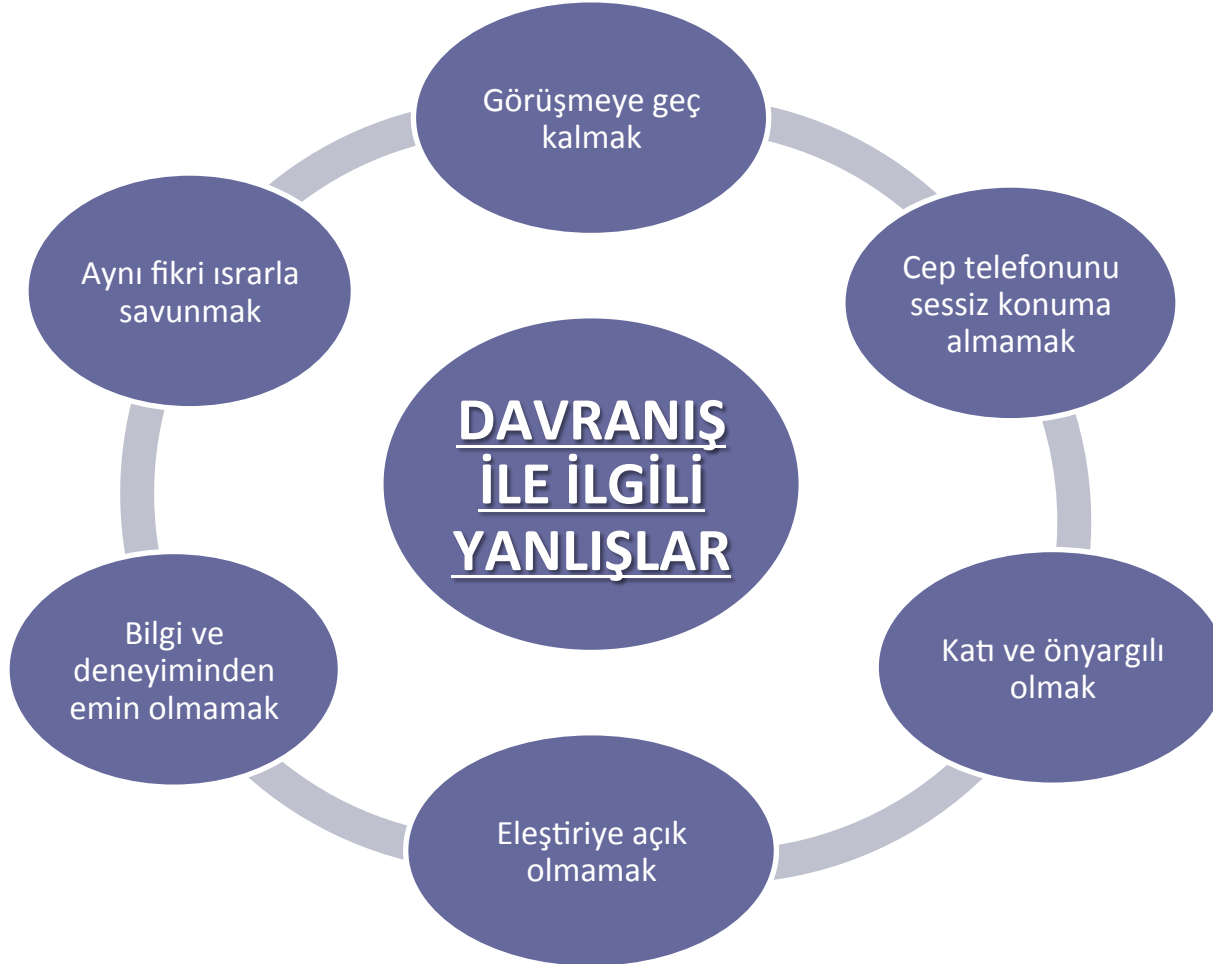 Görüşmeye geç
kalmak
Cep telefonunu
sessiz konuma
almamak
Katı ve önyargılı
olmak
Eleştiriye açık
olmamak
Bilgi ve
deneyiminden
emin olmamak
Aynı fikri ısrarla
savunmak
DAVRANIŞ
İLE İLGİLİ
YANLIŞLAR